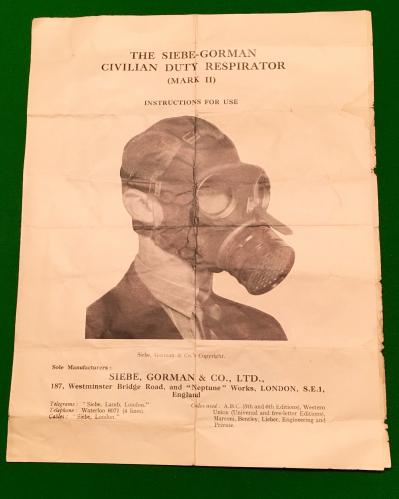 THE SIEBE-GORMAN
CIVILIAN DUTY RESPIRATOR
(MARK II)
INSTRUCTIONS FOR USE
Siebe, Gorman & Co.'s Copyright.
Sole Manufacturers:
SIEBE, GORMAN & CO., LTD.,
187, Westminster Bridge Road, and "Neptune" Works, LONDON, S.E.1,
England
Telegrams: "Siebe, Lamb, London."
Telephone: Waterloo 6071 (4 lines).
Cables: "Siebe, London."
Codes used: A.B.C. (5th and 6th Editions), Western
Union (Universal and five-letter Editions),
Marconi, Bentley, Lieber, Engineering and
Private.